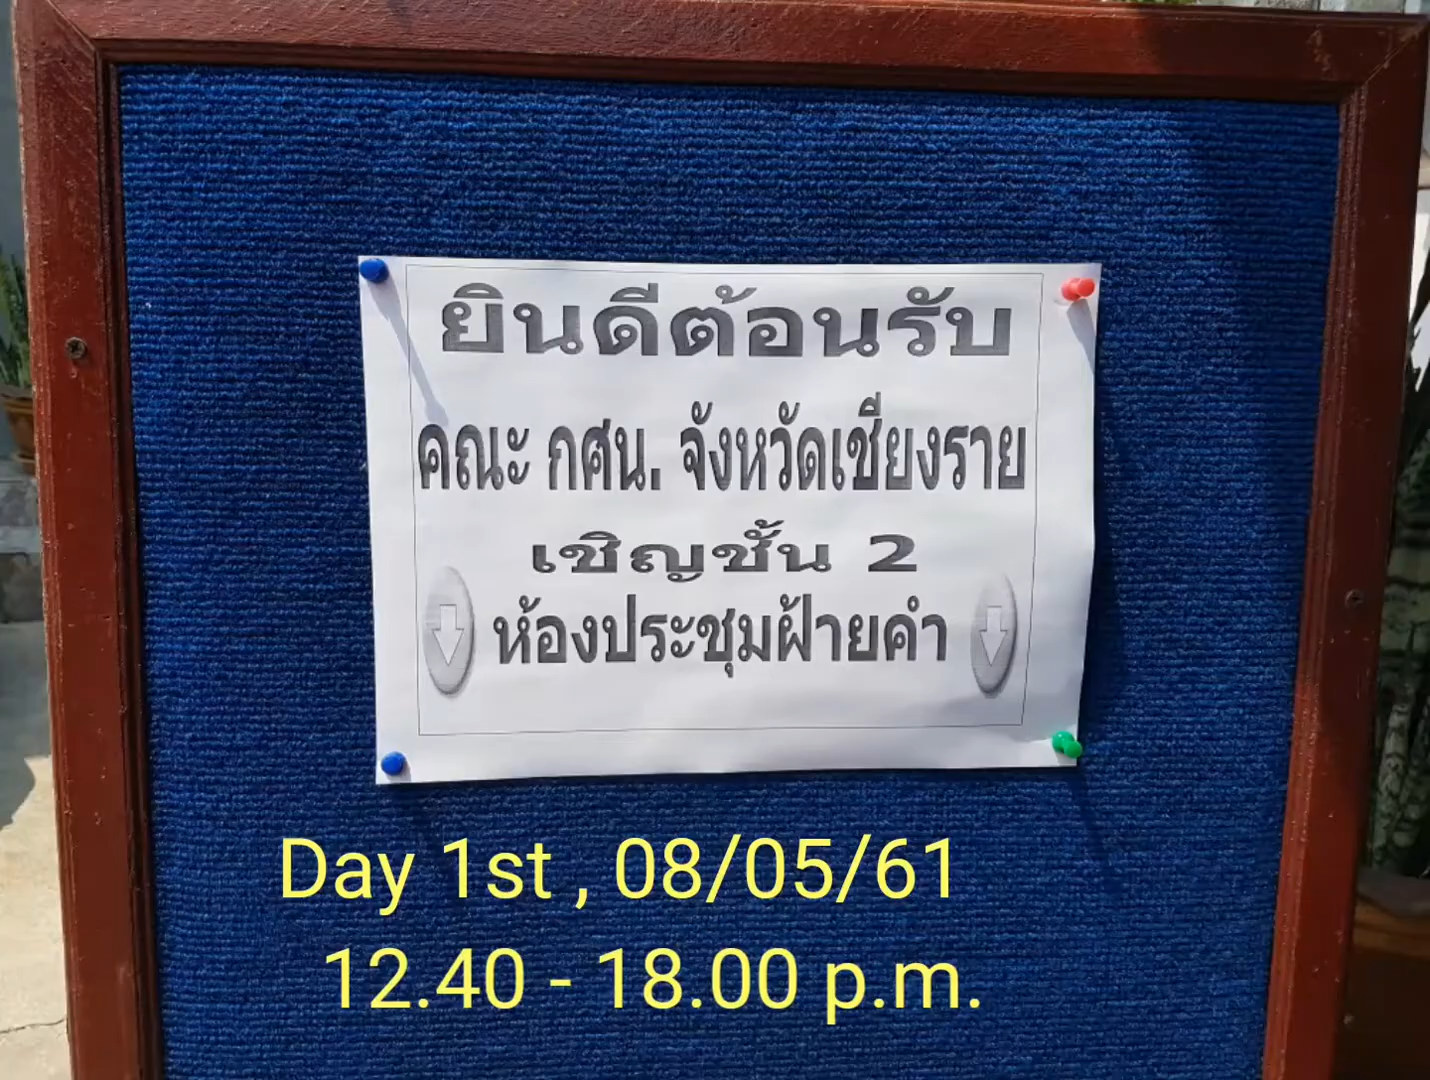 ยินดีต้อนรับ
คณะ กศน. จังหวัดเชียงราย
เชิญชั้น 2
ห้องประชุมฝ้ายคำ
Day 1st , 08/05/61
12.40 - 18.00 p.m.